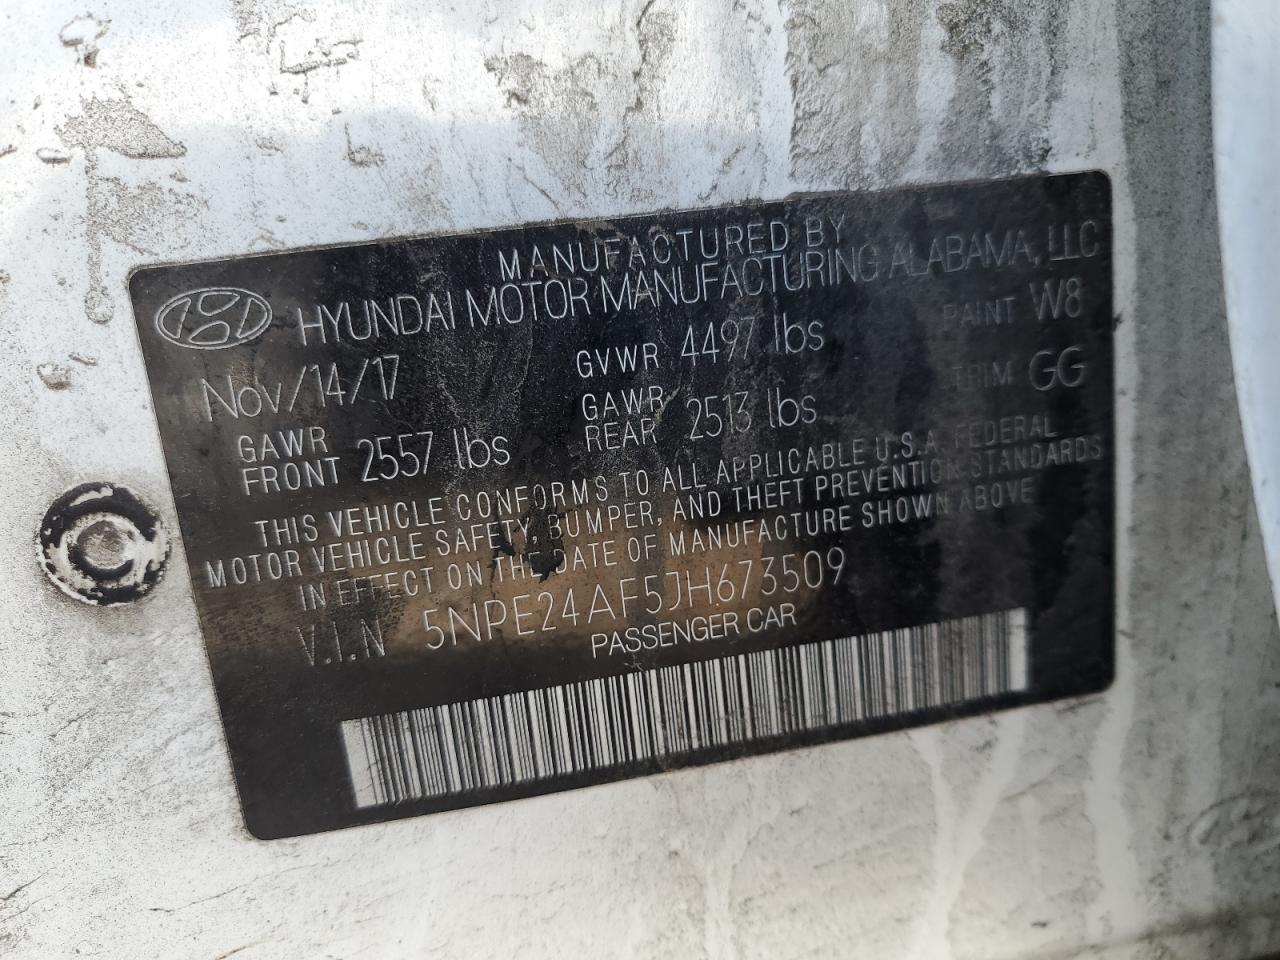 MANUFACTURED BY
HYUNDAI MOTOR MANUFACTURING ALABAMA, LLC
Nov/14/17 GVWR 4497 lbs PAINT W8
GAWR FRONT 2557 lbs GAWR REAR 2513 lbs TRIM GG
THIS VEHICLE CONFORMS TO ALL APPLICABLE U.S.A. FEDERAL
MOTOR VEHICLE SAFETY, BUMPER, AND THEFT PREVENTION STANDARDS
IN EFFECT ON THE DATE OF MANUFACTURE SHOWN ABOVE
V.I.N 5NPE24AF5JH673509
PASSENGER CAR